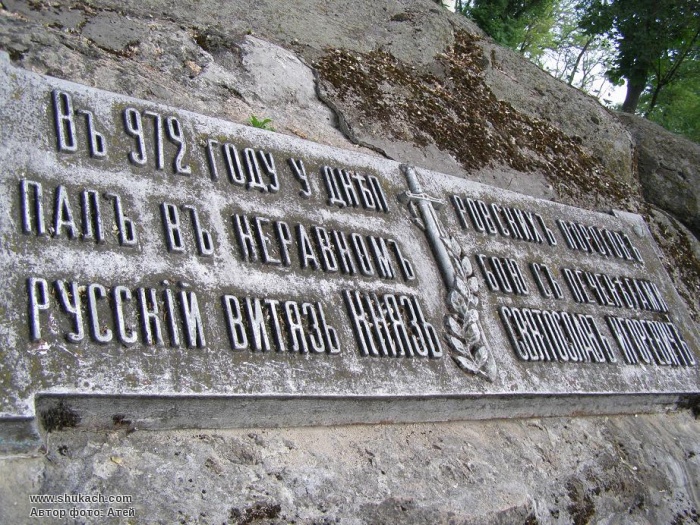 Въ 972 году у Днѣпровскихъ пороговъ
палъ въ неравномъ бою съ печенѣгами
русскій витязь князь Святославъ Игоревичъ
www.shukach.com
Автор фото: Атей